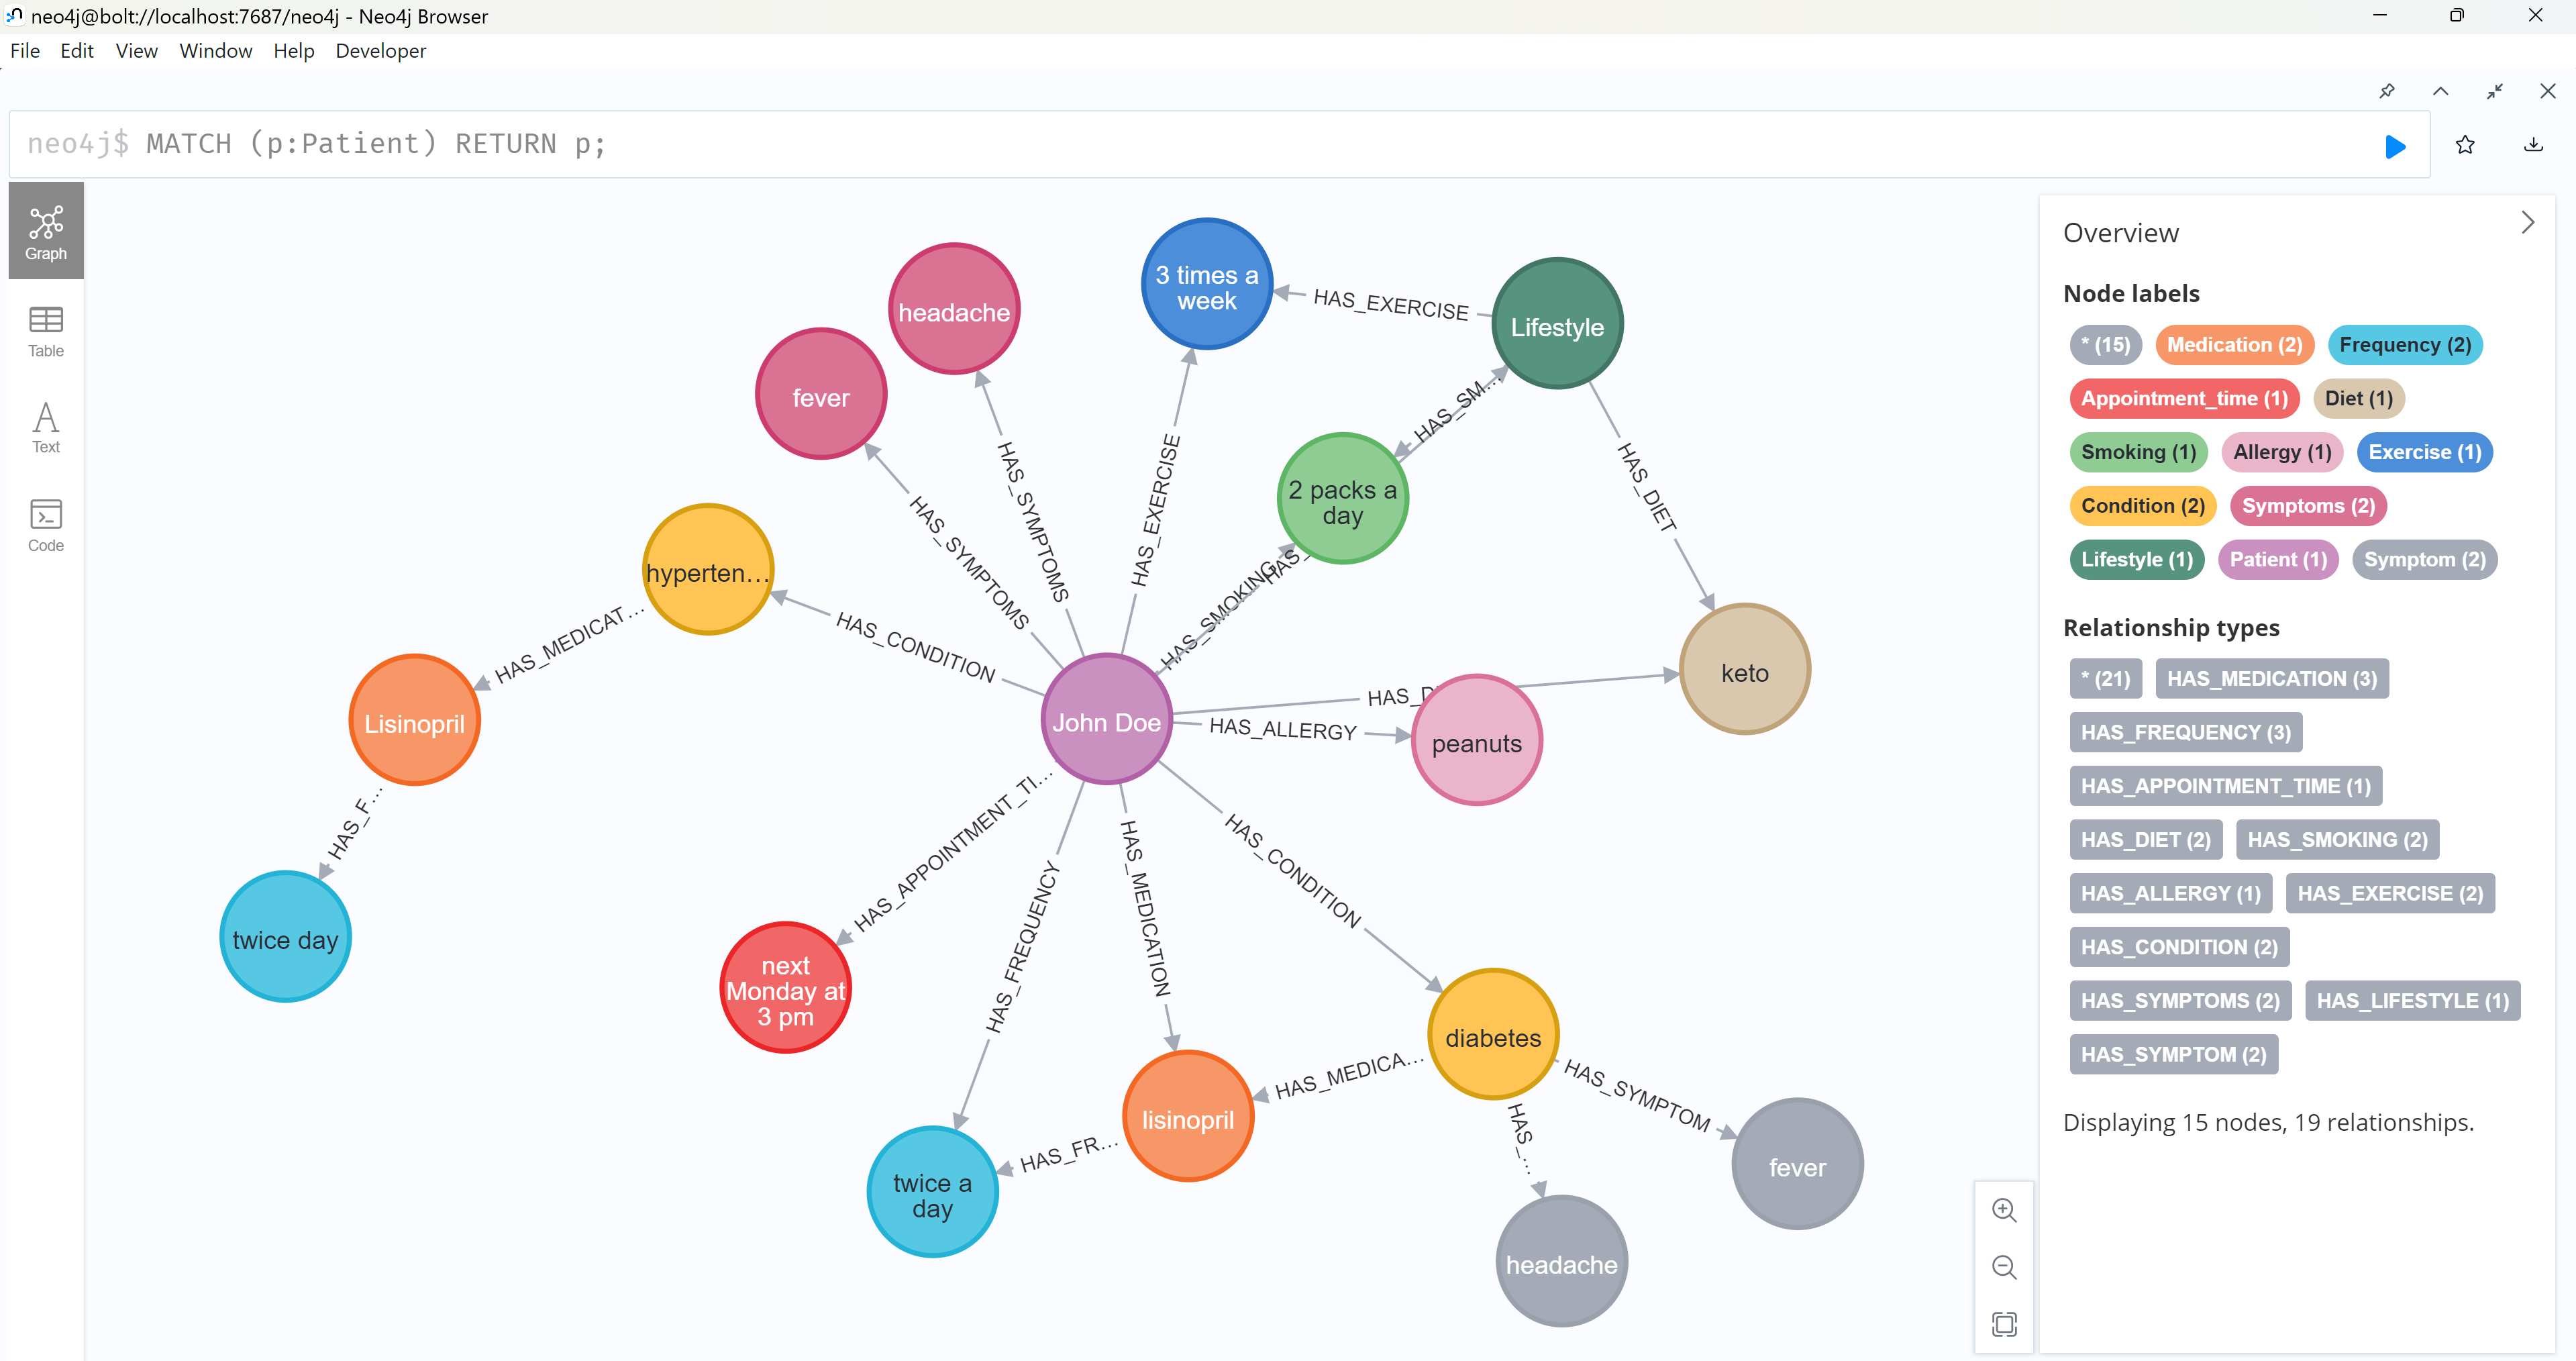 neo4j@bolt://localhost:7687/neo4j - Neo4j Browser
File Edit View Window Help Developer
neo4j$ MATCH (p:Patient) RETURN p;
Graph
Table
Text
Code
headache
fever
3 times a
week
HAS_EXERCISE
Lifestyle
HAS_SM...
HAS_DIET
2 packs a
day
HAS_SYMPTOMS
HAS_SYMPTOMS
HAS_EXERCISE
HAS_SMOKING
HAS_
hyperten...
HAS_CONDITION
HAS_MEDICAT...
Lisinopril
HAS_F...
twice day
John Doe
HAS_D
HAS_ALLERGY
peanuts
keto
HAS_APPOINTMENT_TI...
HAS_FREQUENCY
HAS_MEDICATION
HAS_CONDITION
next
Monday at
3 pm
diabetes
HAS_MEDICA...
HAS_SYMPTOM
HAS_...
lisinopril
HAS_FR...
twice a
day
fever
headache
Overview
Node labels
* (15) Medication (2) Frequency (2)
Appointment_time (1) Diet (1)
Smoking (1) Allergy (1) Exercise (1)
Condition (2) Symptoms (2)
Lifestyle (1) Patient (1) Symptom (2)
Relationship types
* (21) HAS_MEDICATION (3)
HAS_FREQUENCY (3)
HAS_APPOINTMENT_TIME (1)
HAS_DIET (2) HAS_SMOKING (2)
HAS_ALLERGY (1) HAS_EXERCISE (2)
HAS_CONDITION (2)
HAS_SYMPTOMS (2) HAS_LIFESTYLE (1)
HAS_SYMPTOM (2)
Displaying 15 nodes, 19 relationships.